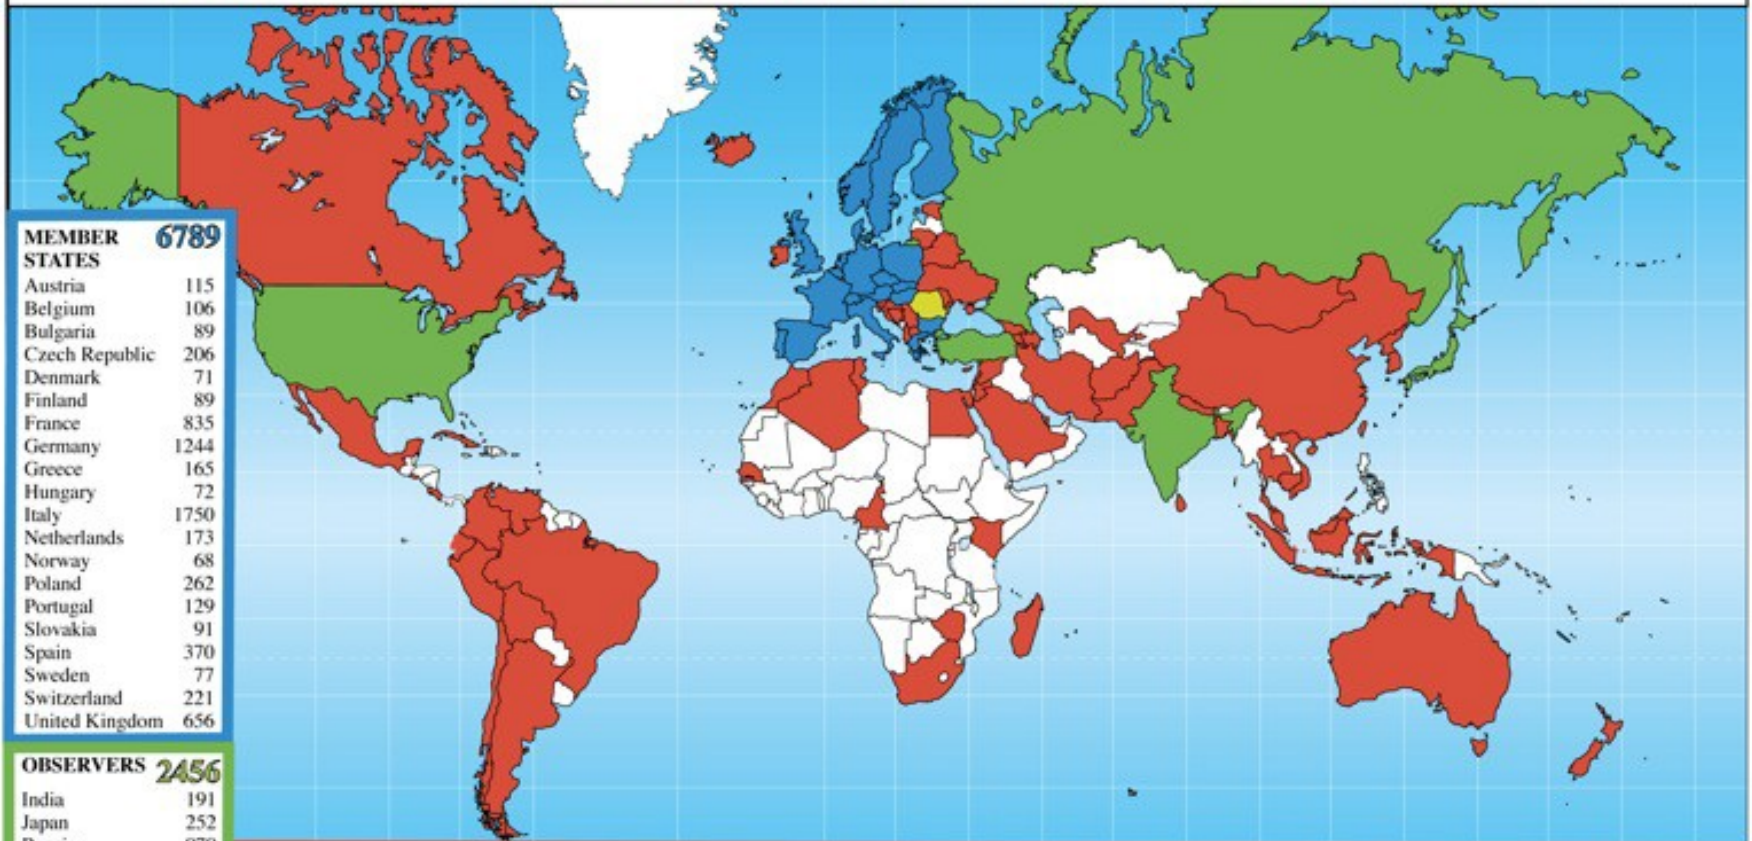 MEMBER 6789
STATES
Austria 115
Belgium 106
Bulgaria 89
Czech Republic 206
Denmark 71
Finland 89
France 835
Germany 1244
Greece 165
Hungary 72
Italy 1750
Netherlands 173
Norway 68
Poland 262
Portugal 129
Slovakia 91
Spain 370
Sweden 77
Switzerland 221
United Kingdom 656
OBSERVERS 2456
India 191
Japan 252